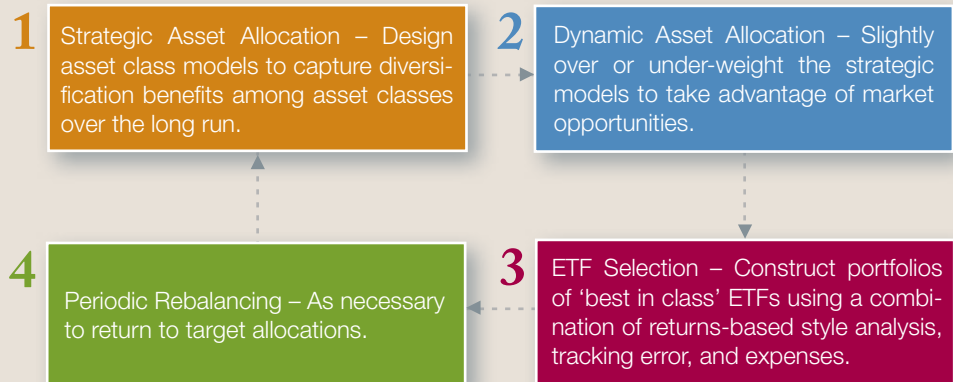 1
Strategic Asset Allocation – Design
asset class models to capture diversi-
fication benefits among asset classes
over the long run.
2
Dynamic Asset Allocation – Slightly
over or under-weight the strategic
models to take advantage of market
opportunities.
3
ETF Selection – Construct portfolios
of ‘best in class’ ETFs using a combi-
nation of returns-based style analysis,
tracking error, and expenses.
4
Periodic Rebalancing – As necessary
to return to target allocations.